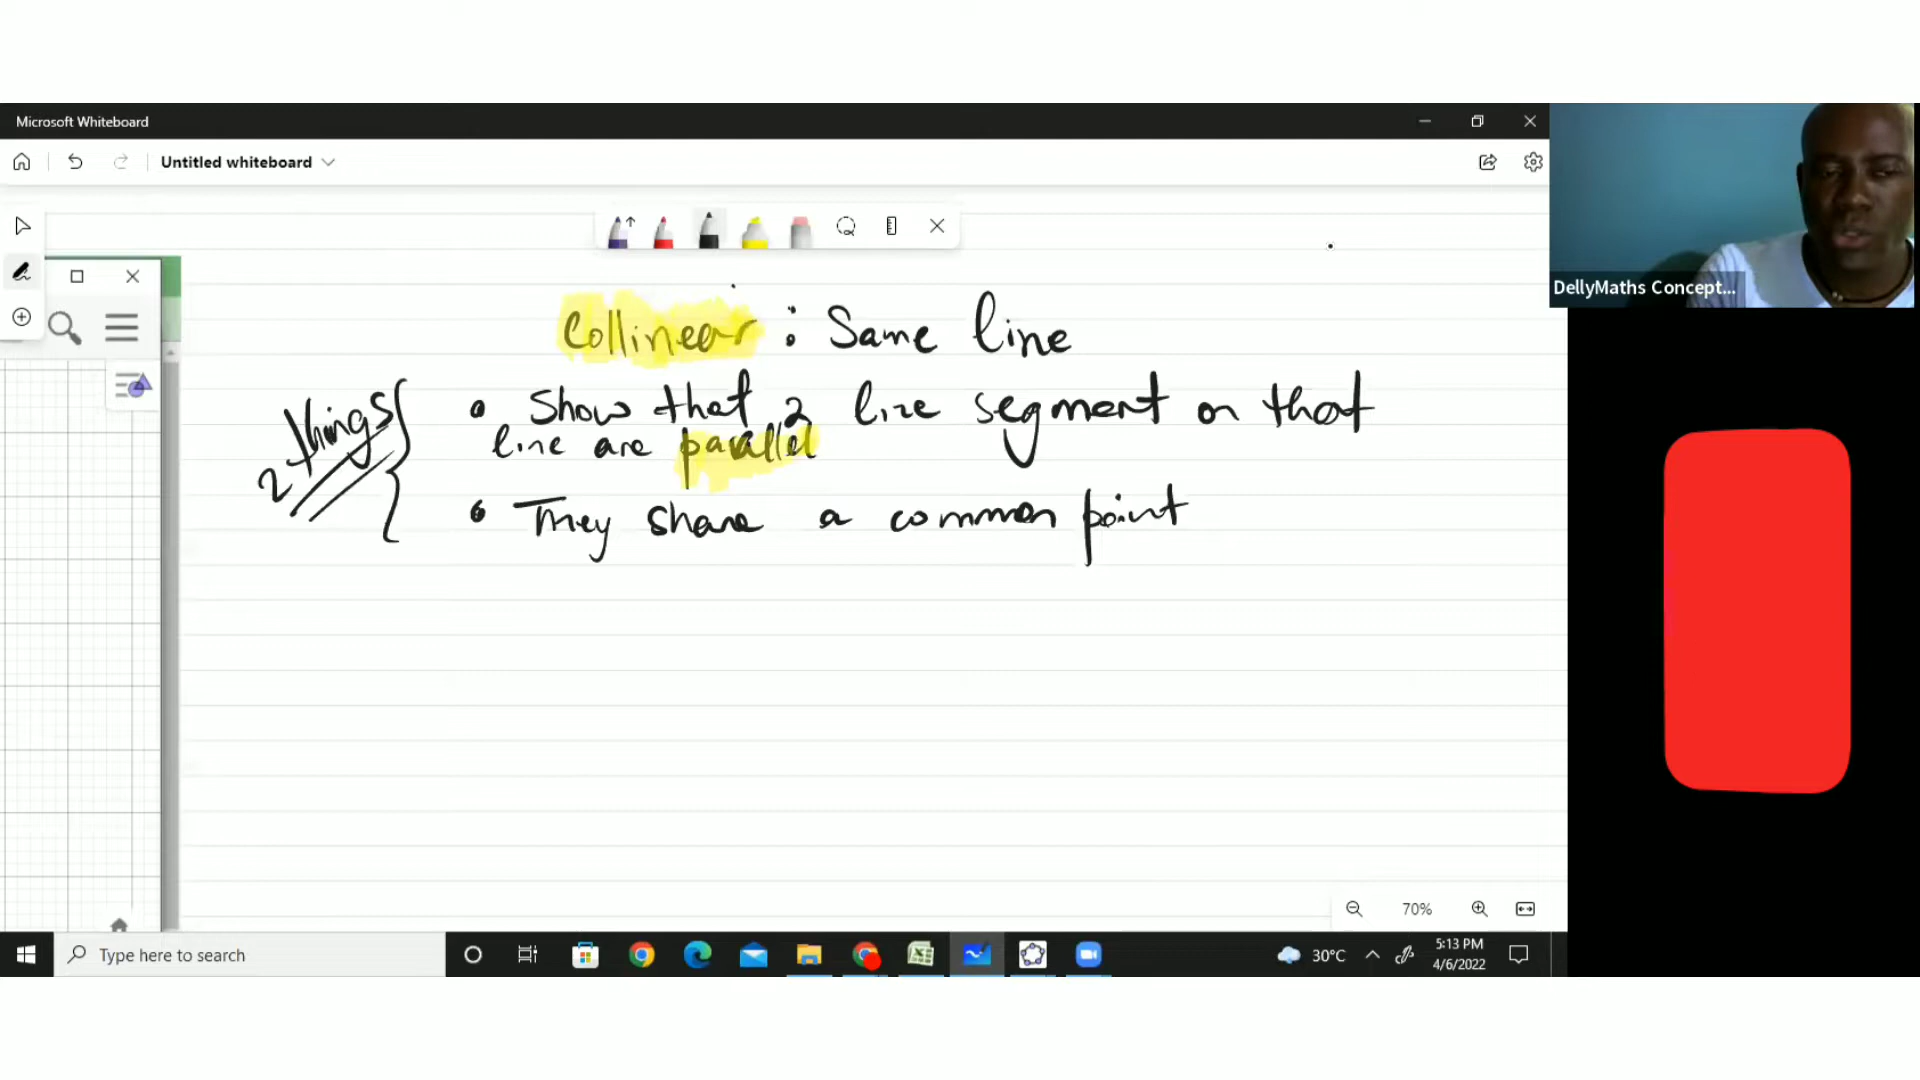 Microsoft Whiteboard
Untitled whiteboard
DellyMaths Concept...
Collinear : Same line
2 things
• Show that 2 line segment on that
line are parallel
• They share a common point
70%
Type here to search
30°C
5:13 PM
4/6/2022